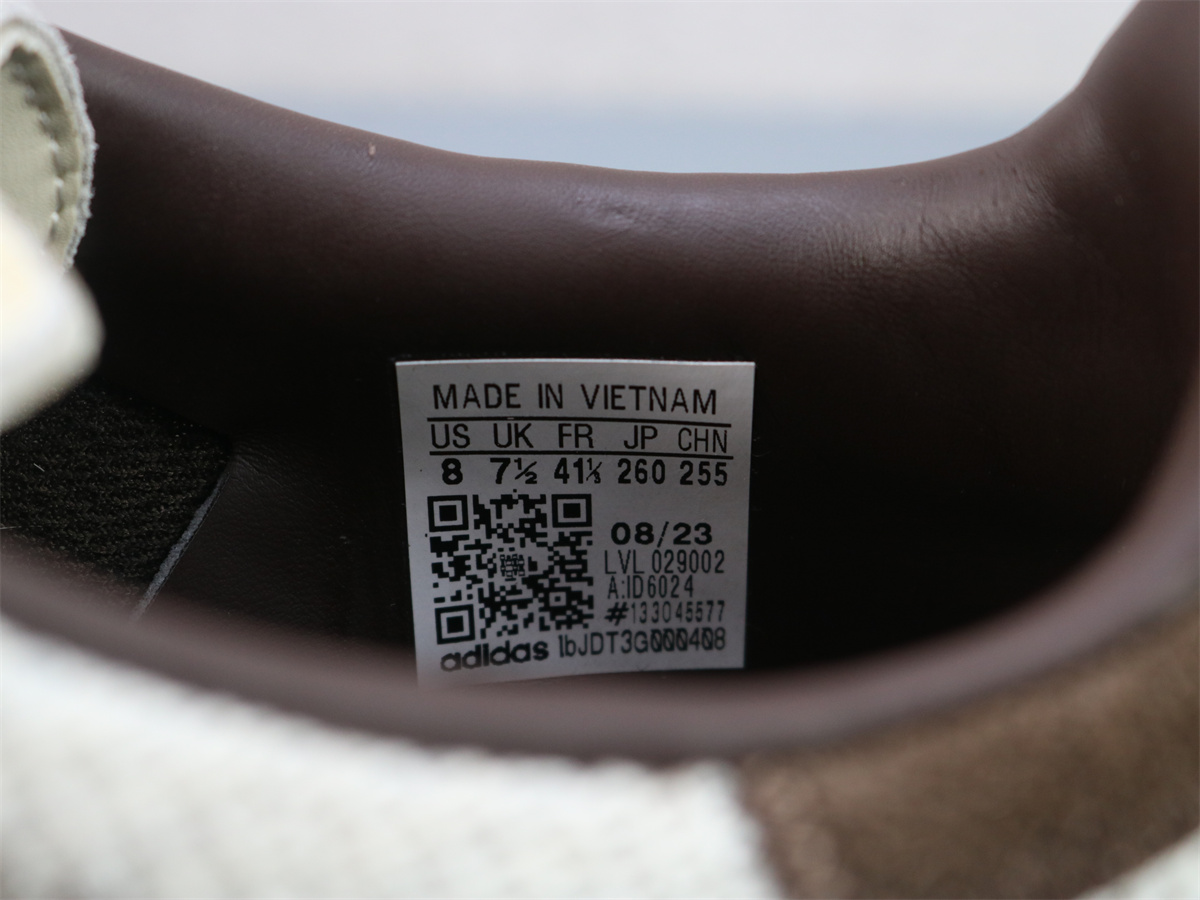 MADE IN VIETNAM
US UK FR JP CHN
8 7½ 41⅓ 260 255
08/23
LVL 029002
A:ID6024
#133045577
adidas lbJDT3G000408